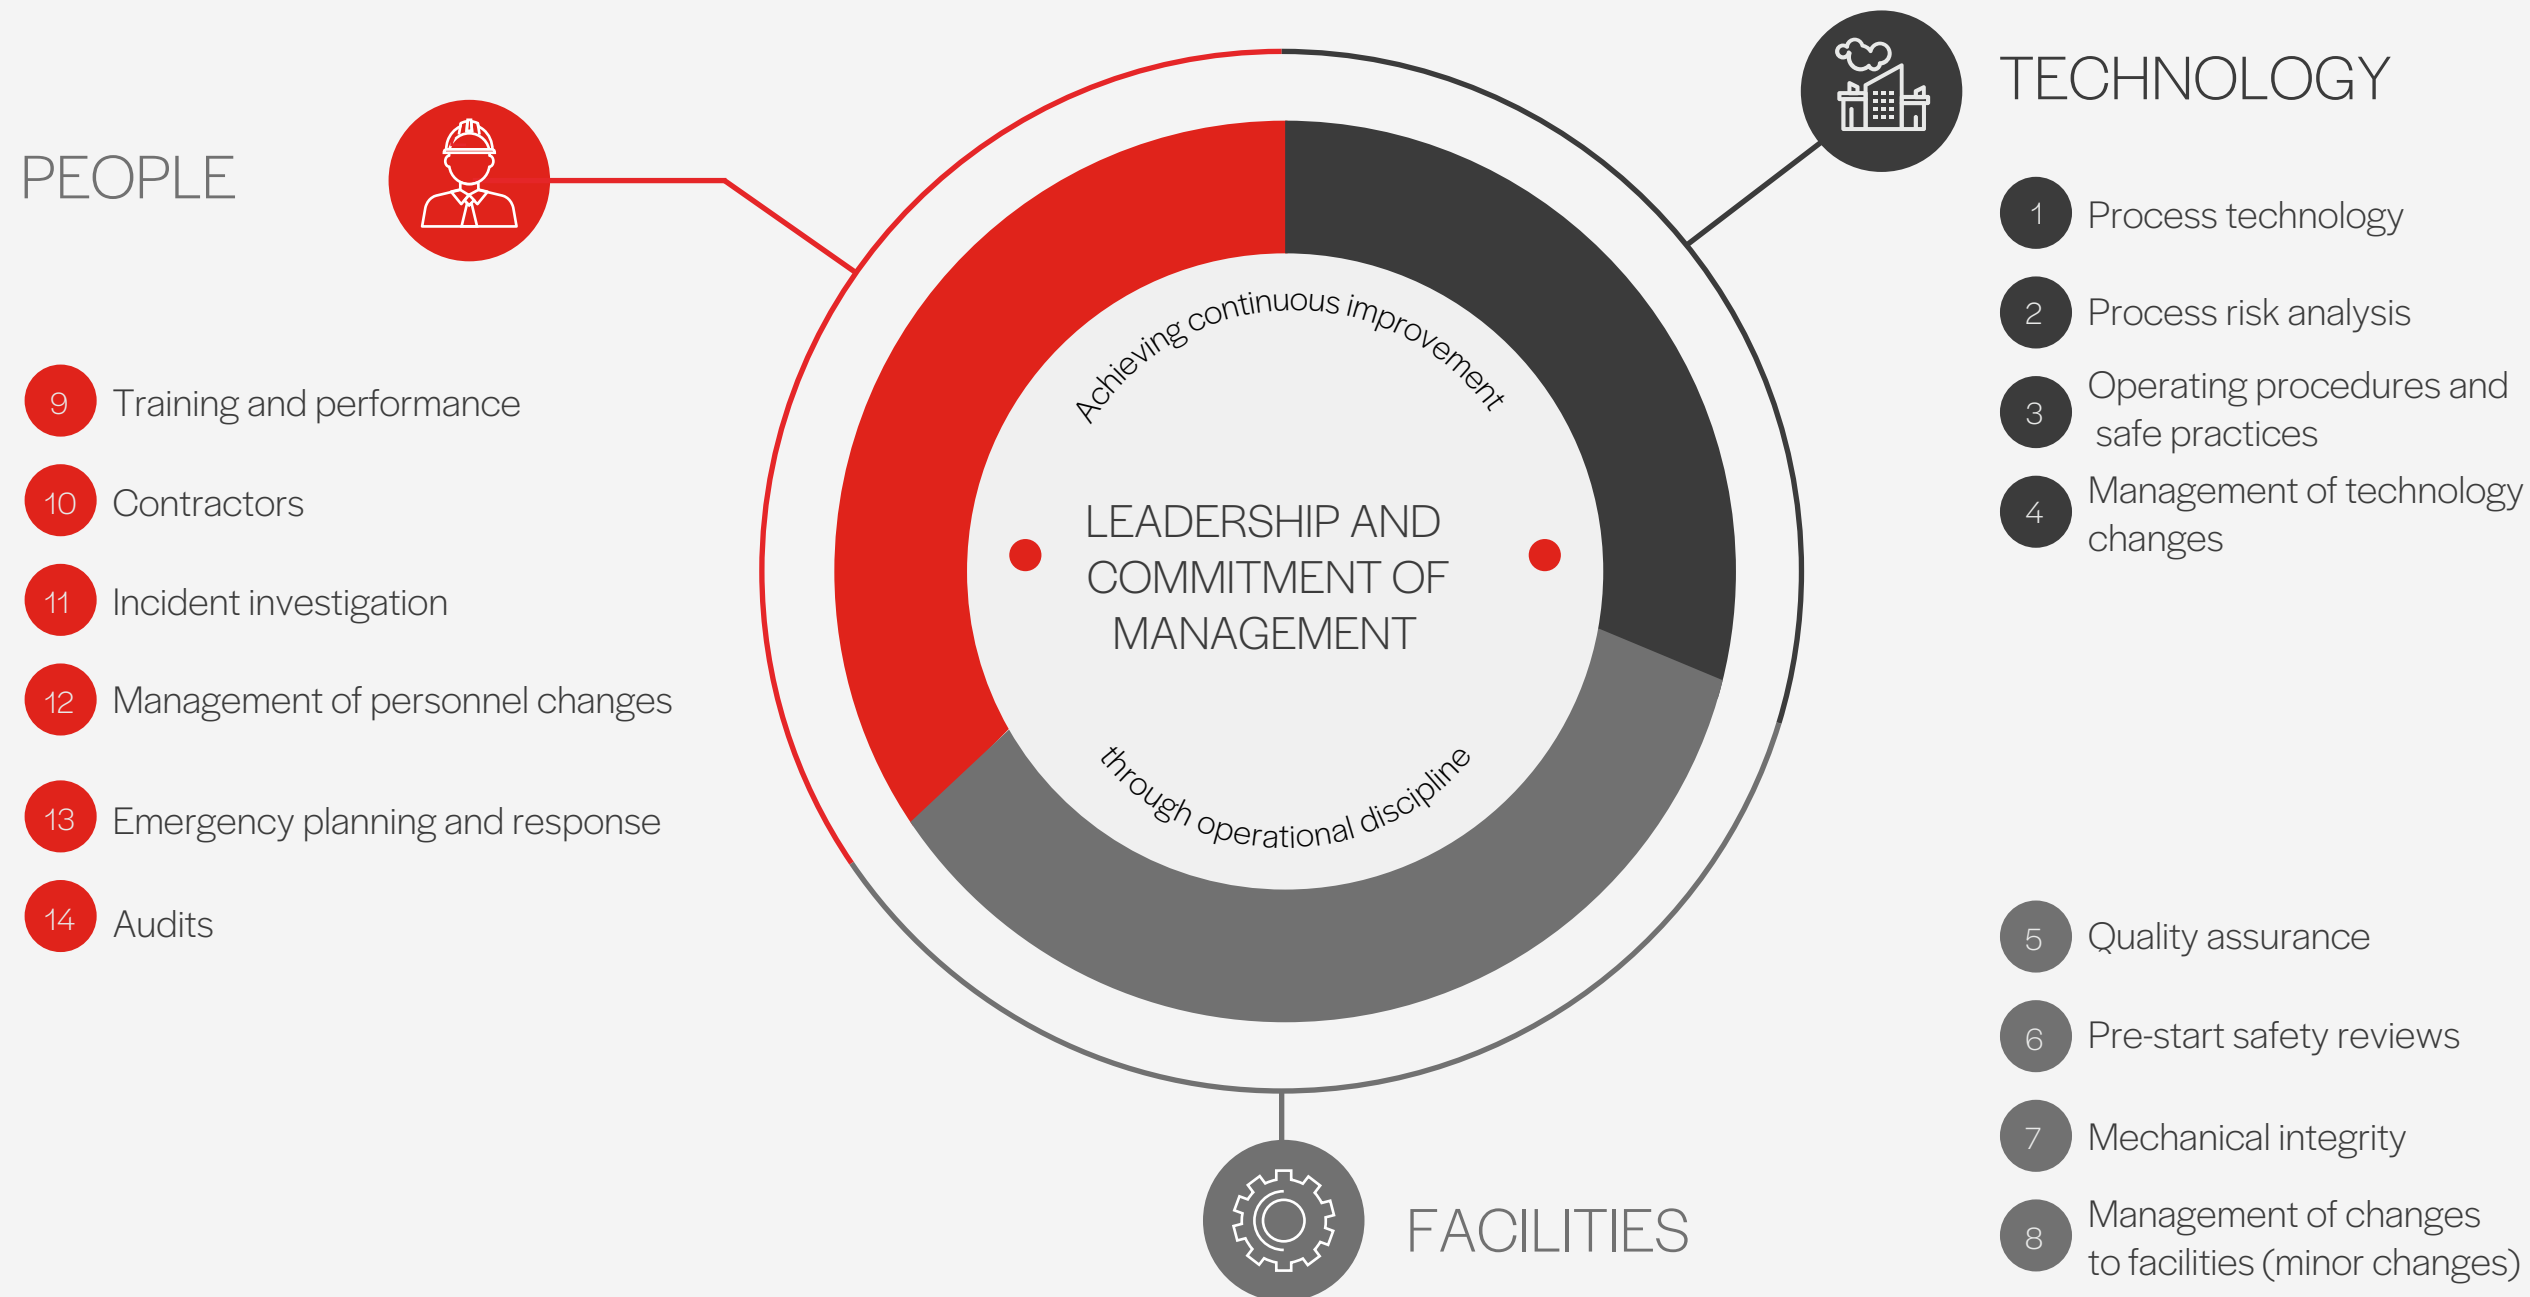 PEOPLE
9 Training and performance
10 Contractors
11 Incident investigation
12 Management of personnel changes
13 Emergency planning and response
14 Audits
Achieving continuous improvement
LEADERSHIP AND
COMMITMENT OF
MANAGEMENT
through operational discipline
TECHNOLOGY
1 Process technology
2 Process risk analysis
3 Operating procedures and
safe practices
4 Management of technology
changes
FACILITIES
5 Quality assurance
6 Pre-start safety reviews
7 Mechanical integrity
8 Management of changes
to facilities (minor changes)